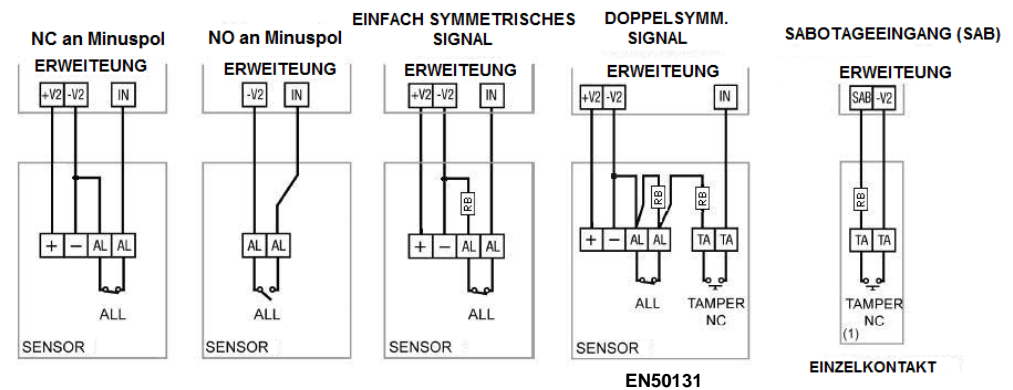 NC an Minuspol
ERWEITEUNG
+V2 -V2 IN
+ – AL AL
ALL
SENSOR
NO an Minuspol
ERWEITEUNG
-V2 IN
AL AL
ALL
SENSOR
EINFACH SYMMETRISCHES
SIGNAL
ERWEITEUNG
+V2 -V2 IN
RB
+ – AL AL
ALL
SENSOR
DOPPELSYMM.
SIGNAL
ERWEITEUNG
+V2 -V2 IN
RB RB
+ – AL AL TA TA
ALL TAMPER
NC
SENSOR
EN50131
SABOTAGEEINGANG (SAB)
ERWEITEUNG
SAB -V2
RB
TA TA
TAMPER
NC
(1)
EINZELKONTAKT